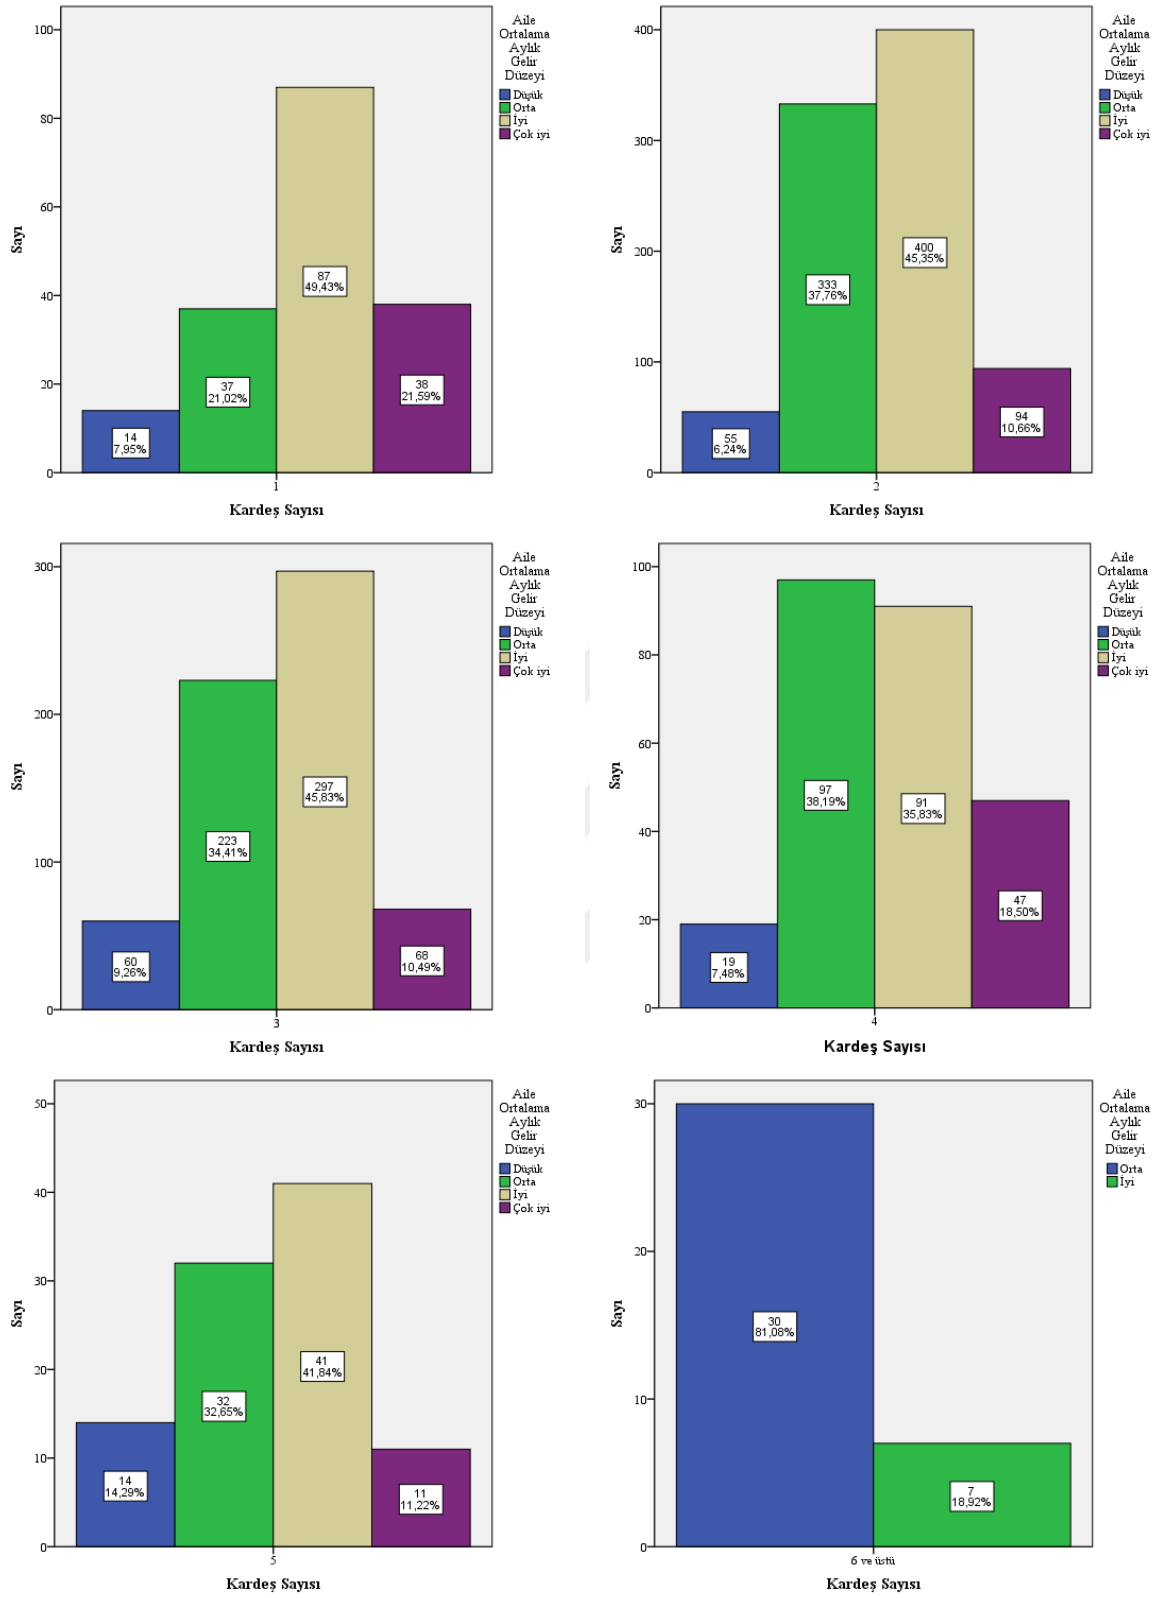 100
80
60
40
20
0
Sayı
14
7,95%
37
21,02%
87
49,43%
38
21,59%
1
Kardeş Sayısı
Aile
Ortalama
Aylık
Gelir
Düzeyi
Düşük
Orta
İyi
Çok iyi
400
300
200
100
0
Sayı
55
6,24%
333
37,76%
400
45,35%
94
10,66%
2
Kardeş Sayısı
Aile
Ortalama
Aylık
Gelir
Düzeyi
Düşük
Orta
İyi
Çok iyi
300
200
100
0
Sayı
60
9,26%
223
34,41%
297
45,83%
68
10,49%
3
Kardeş Sayısı
Aile
Ortalama
Aylık
Gelir
Düzeyi
Düşük
Orta
İyi
Çok iyi
100
80
60
40
20
0
Sayı
19
7,48%
97
38,19%
91
35,83%
47
18,50%
4
Kardeş Sayısı
Aile
Ortalama
Aylık
Gelir
Düzeyi
Düşük
Orta
İyi
Çok iyi
50
40
30
20
10
0
Sayı
14
14,29%
32
32,65%
41
41,84%
11
11,22%
5
Kardeş Sayısı
Aile
Ortalama
Aylık
Gelir
Düzeyi
Düşük
Orta
İyi
Çok iyi
30
20
10
0
Sayı
30
81,08%
7
18,92%
6 ve üstü
Kardeş Sayısı
Aile
Ortalama
Aylık
Gelir
Düzeyi
Orta
İyi